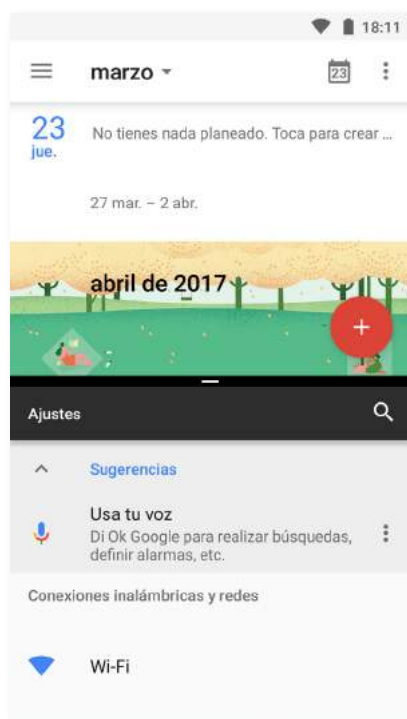 18:11
marzo
23
23
jue.
No tienes nada planeado. Toca para crear ...
27 mar. – 2 abr.
abril de 2017
Ajustes
Sugerencias
Usa tu voz
Di Ok Google para realizar búsquedas,
definir alarmas, etc.
Conexiones inalámbricas y redes
Wi-Fi